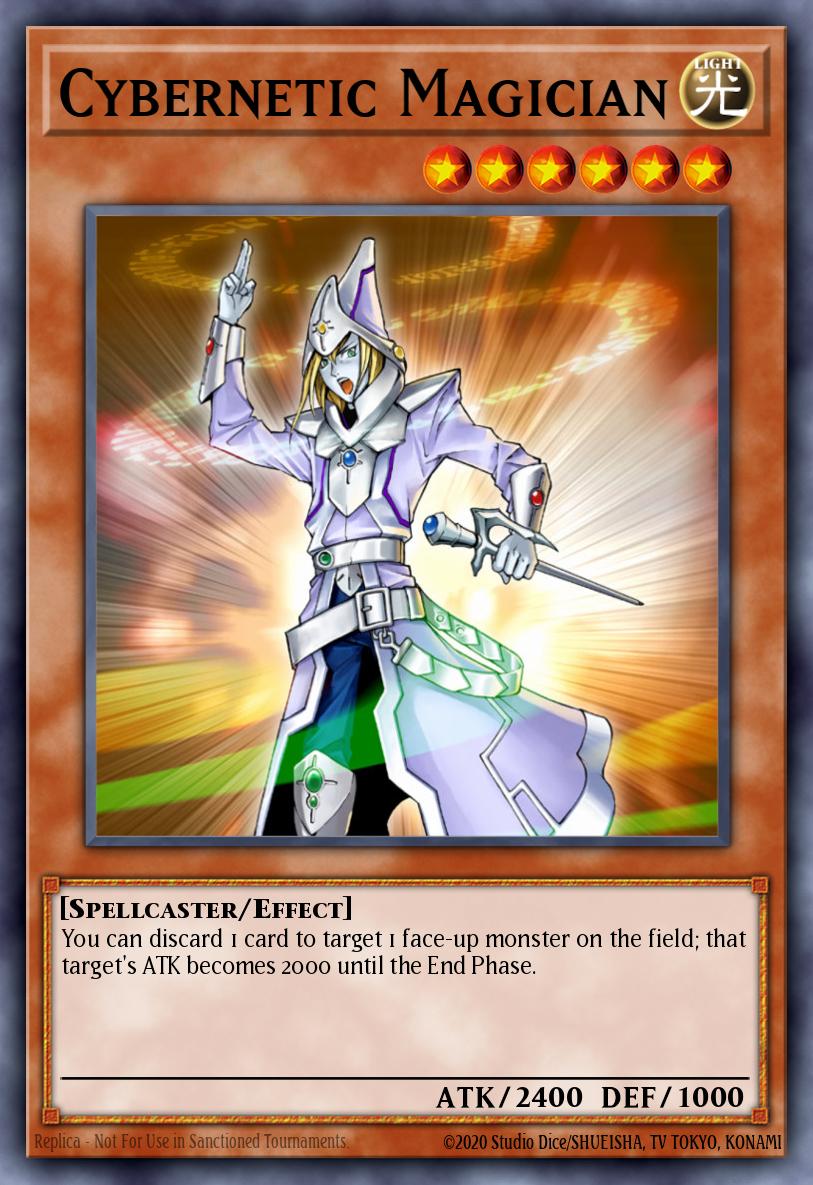 Cybernetic Magician
LIGHT
光
[Spellcaster/Effect]
You can discard 1 card to target 1 face-up monster on the field; that
target's ATK becomes 2000 until the End Phase.
ATK/2400 DEF/1000
Replica - Not For Use in Sanctioned Tournaments.
©2020 Studio Dice/SHUEISHA, TV TOKYO, KONAMI